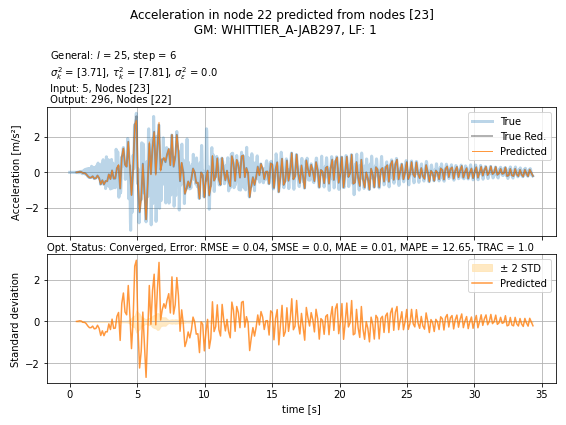 Acceleration in node 22 predicted from nodes [23]
GM: WHITTIER_A-JAB297, LF: 1
General: l = 25, step = 6
σ²ₖ = [3.71], τ²ₖ = [7.81], σ²ε = 0.0
Input: 5, Nodes [23]
Output: 296, Nodes [22]
Acceleration [m/s²]
2
0
−2
True
True Red.
Predicted
Opt. Status: Converged, Error: RMSE = 0.04, SMSE = 0.0, MAE = 0.01, MAPE = 12.65, TRAC = 1.0
Standard deviation
2
0
−2
± 2 STD
Predicted
0 5 10 15 20 25 30 35
time [s]